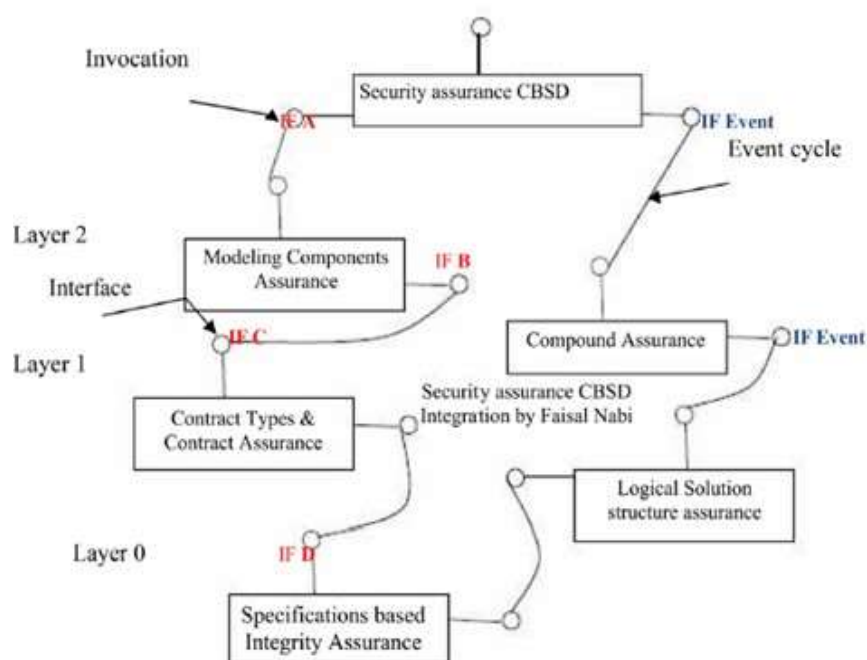 Invocation
Security assurance CBSD
IF A
IF Event
Event cycle
Layer 2
Modeling Components
Assurance
IF B
Interface
IF C
Compound Assurance
IF Event
Layer 1
Security assurance CBSD
Integration by Faisal Nabi
Contract Types &
Contract Assurance
Logical Solution
structure assurance
Layer 0
IF D
Specifications based
Integrity Assurance